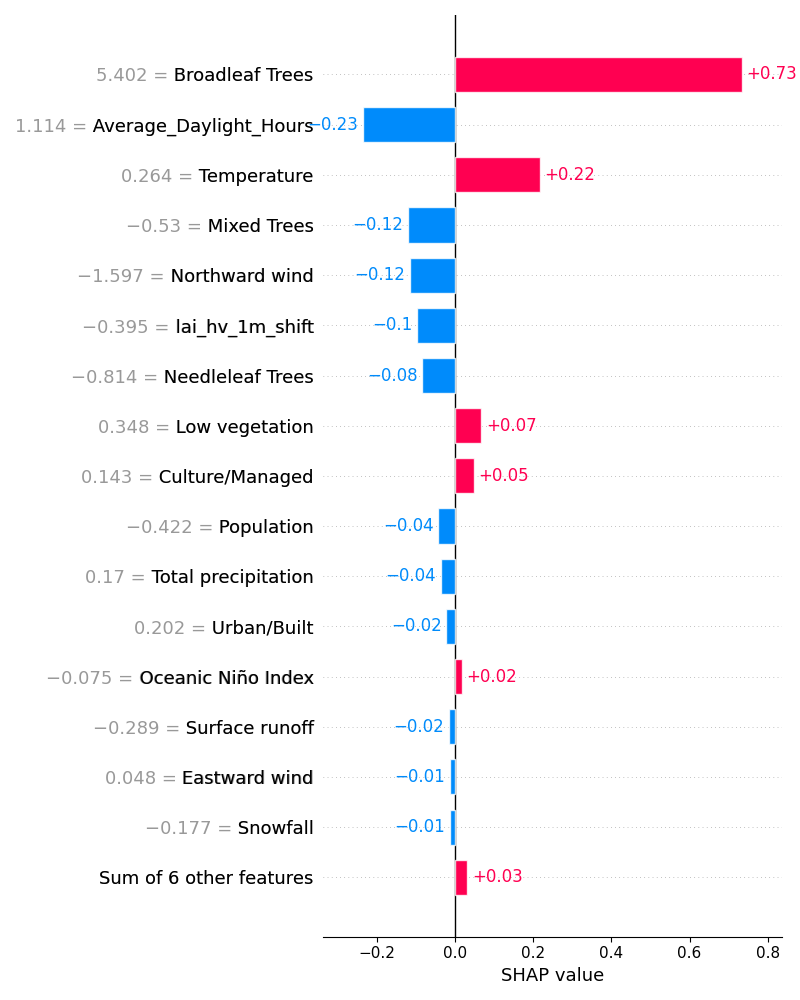 5.402 = Broadleaf Trees +0.73
1.114 = Average_Daylight_Hours −0.23
0.264 = Temperature +0.22
−0.53 = Mixed Trees −0.12
−1.597 = Northward wind −0.12
−0.395 = lai_hv_1m_shift −0.1
−0.814 = Needleleaf Trees −0.08
0.348 = Low vegetation +0.07
0.143 = Culture/Managed +0.05
−0.422 = Population −0.04
0.17 = Total precipitation −0.04
0.202 = Urban/Built −0.02
−0.075 = Oceanic Niño Index +0.02
−0.289 = Surface runoff −0.02
0.048 = Eastward wind −0.01
−0.177 = Snowfall −0.01
Sum of 6 other features +0.03
−0.2 0.0 0.2 0.4 0.6 0.8
SHAP value